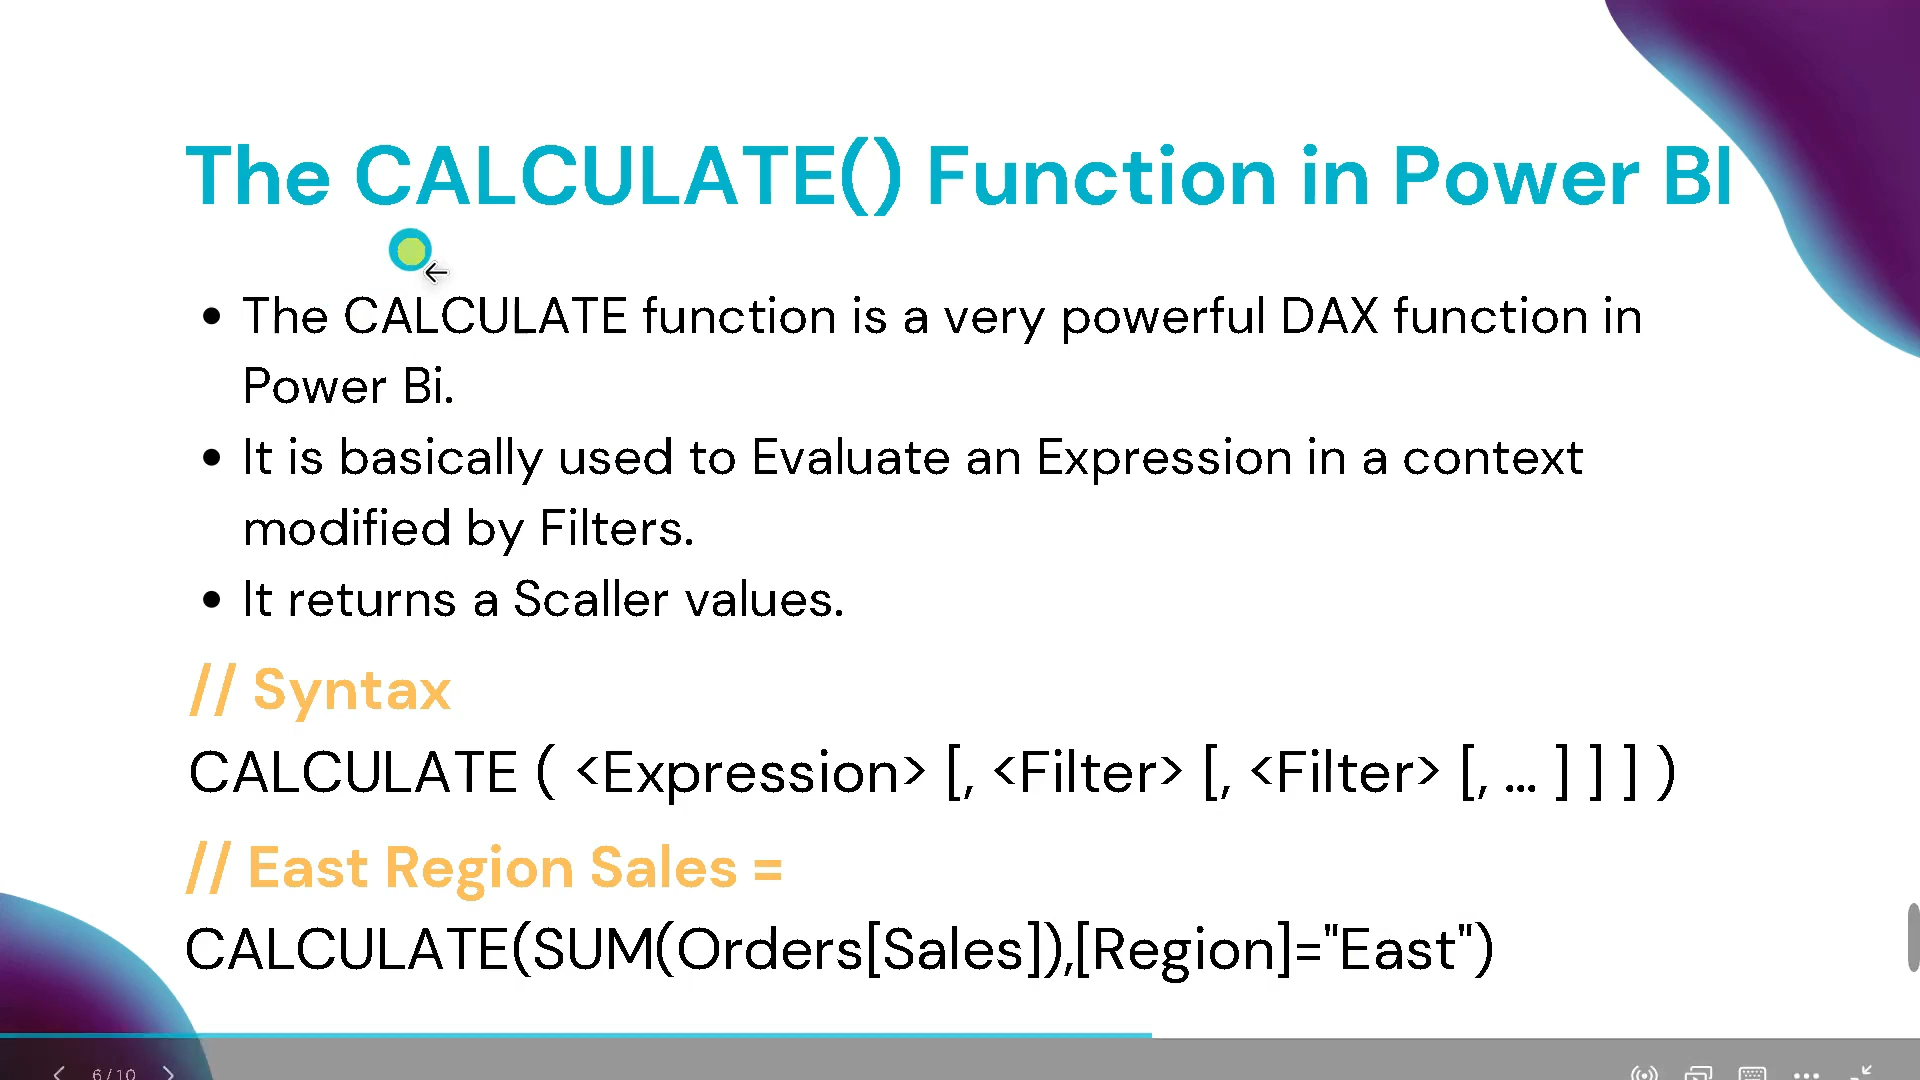 The CALCULATE() Function in Power BI
• The CALCULATE function is a very powerful DAX function in
Power Bi.
• It is basically used to Evaluate an Expression in a context
modified by Filters.
• It returns a Scaller values.
// Syntax
CALCULATE ( <Expression> [, <Filter> [, <Filter> [, … ] ] ] )
// East Region Sales =
CALCULATE(SUM(Orders[Sales]),[Region]="East")
6/10